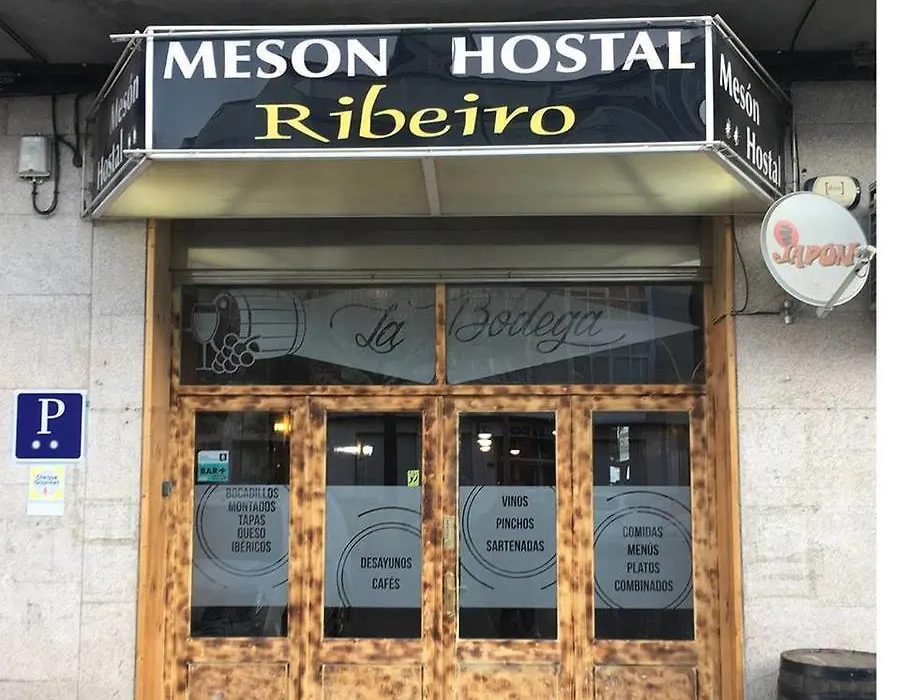 MESON HOSTAL
Ribeiro
Mesón
Hostal
Mesón
** Hostal
JAPON
La Bodega
P
**
BAR+
BOCADILLOS
MONTADOS
TAPAS
QUESO
IBÉRICOS
DESAYUNOS
CAFÉS
VINOS
PINCHOS
SARTENADAS
COMIDAS
MENÚS
PLATOS
COMBINADOS